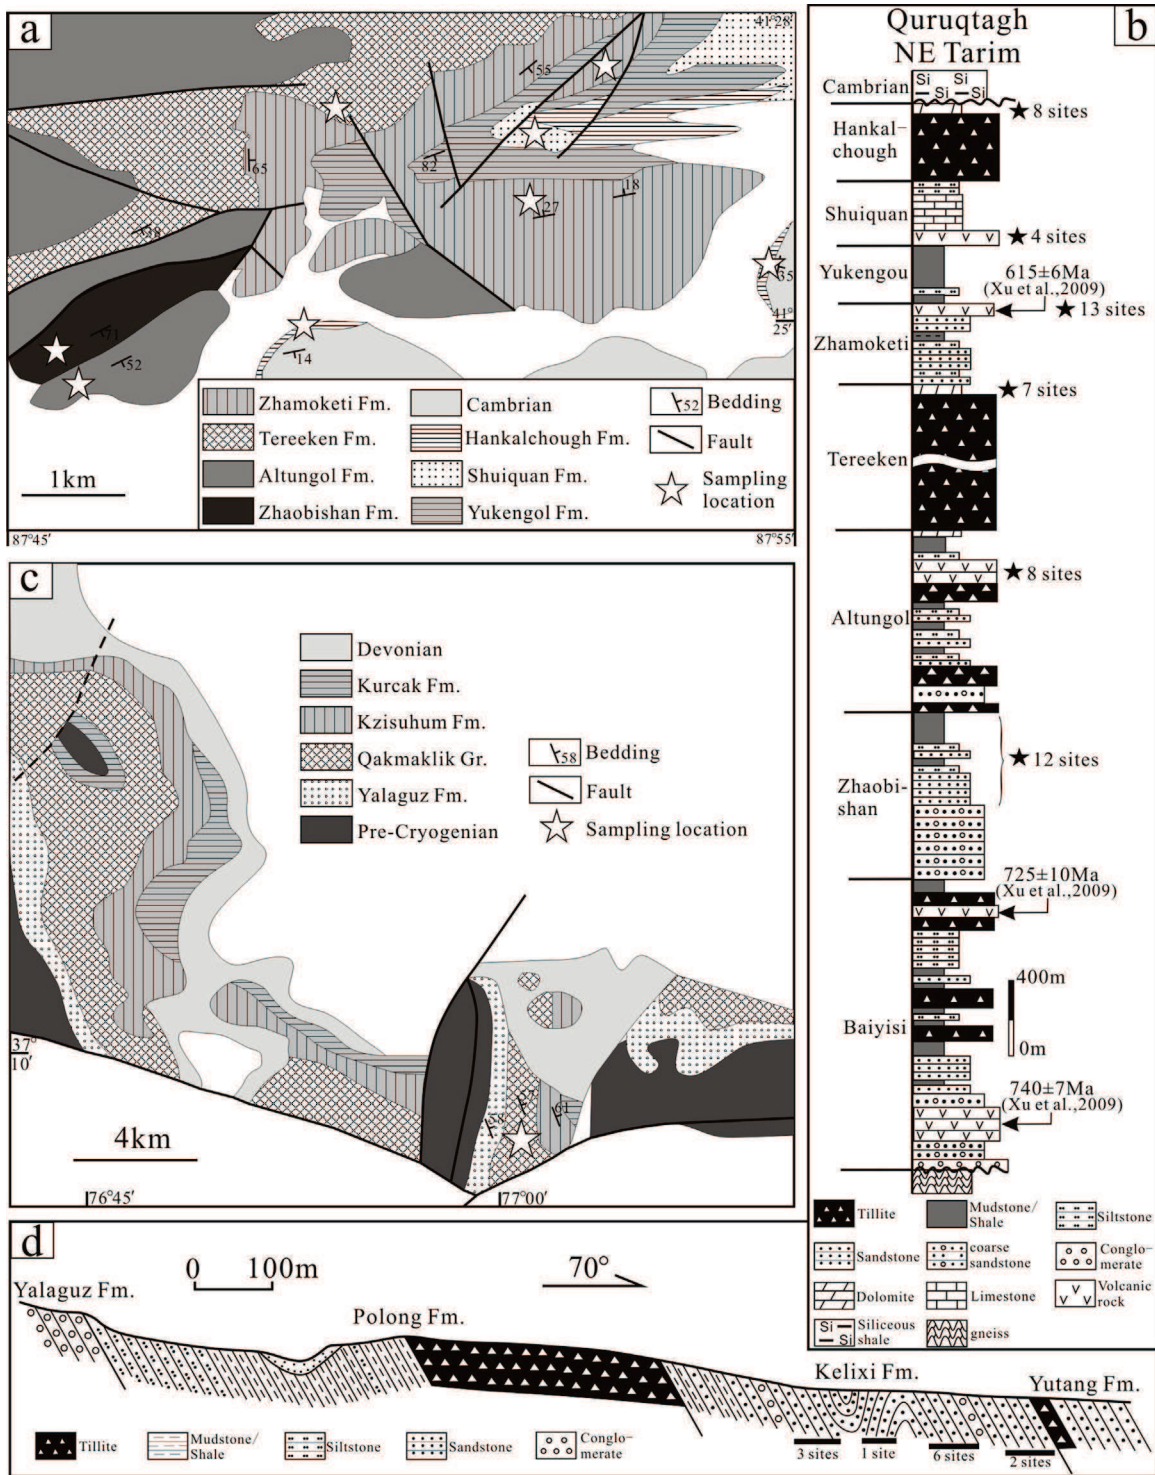 a
41°28′
55
65
82
18
27
38
35
41°
25′
71
52
14
Zhamoketi Fm.
Tereeken Fm.
Altungol Fm.
Zhaobishan Fm.
Cambrian
Hankalchough Fm.
Shuiquan Fm.
Yukengol Fm.
52 Bedding
Fault
Sampling
location
1km
87°45′
87°55′
b
Quruqtagh
NE Tarim
Cambrian
Si Si
Si Si
8 sites
Hankal-
chough
Shuiquan
4 sites
Yukengou
615±6Ma
(Xu et al.,2009)
13 sites
Zhamoketi
7 sites
Tereeken
8 sites
Altungol
12 sites
Zhaobi-
shan
725±10Ma
(Xu et al.,2009)
400m
0m
Baiyisi
740±7Ma
(Xu et al.,2009)
Tillite
Mudstone/
Shale
Siltstone
Sandstone
coarse
sandstone
Conglo-
merate
Dolomite
Limestone
Volcanic
rock
Si
Si
Siliceous
shale
gneiss
c
Devonian
Kurcak Fm.
Kzisuhum Fm.
Qakmaklik Gr.
Yalaguz Fm.
Pre-Cryogenian
58 Bedding
Fault
Sampling location
37°
10′
61
4km
76°45′
77°00′
d
0 100m
70°
Yalaguz Fm.
Polong Fm.
Kelixi Fm.
Yutang Fm.
3 sites
1 site
6 sites
2 sites
Tillite
Mudstone/
Shale
Siltstone
Sandstone
Conglo-
merate